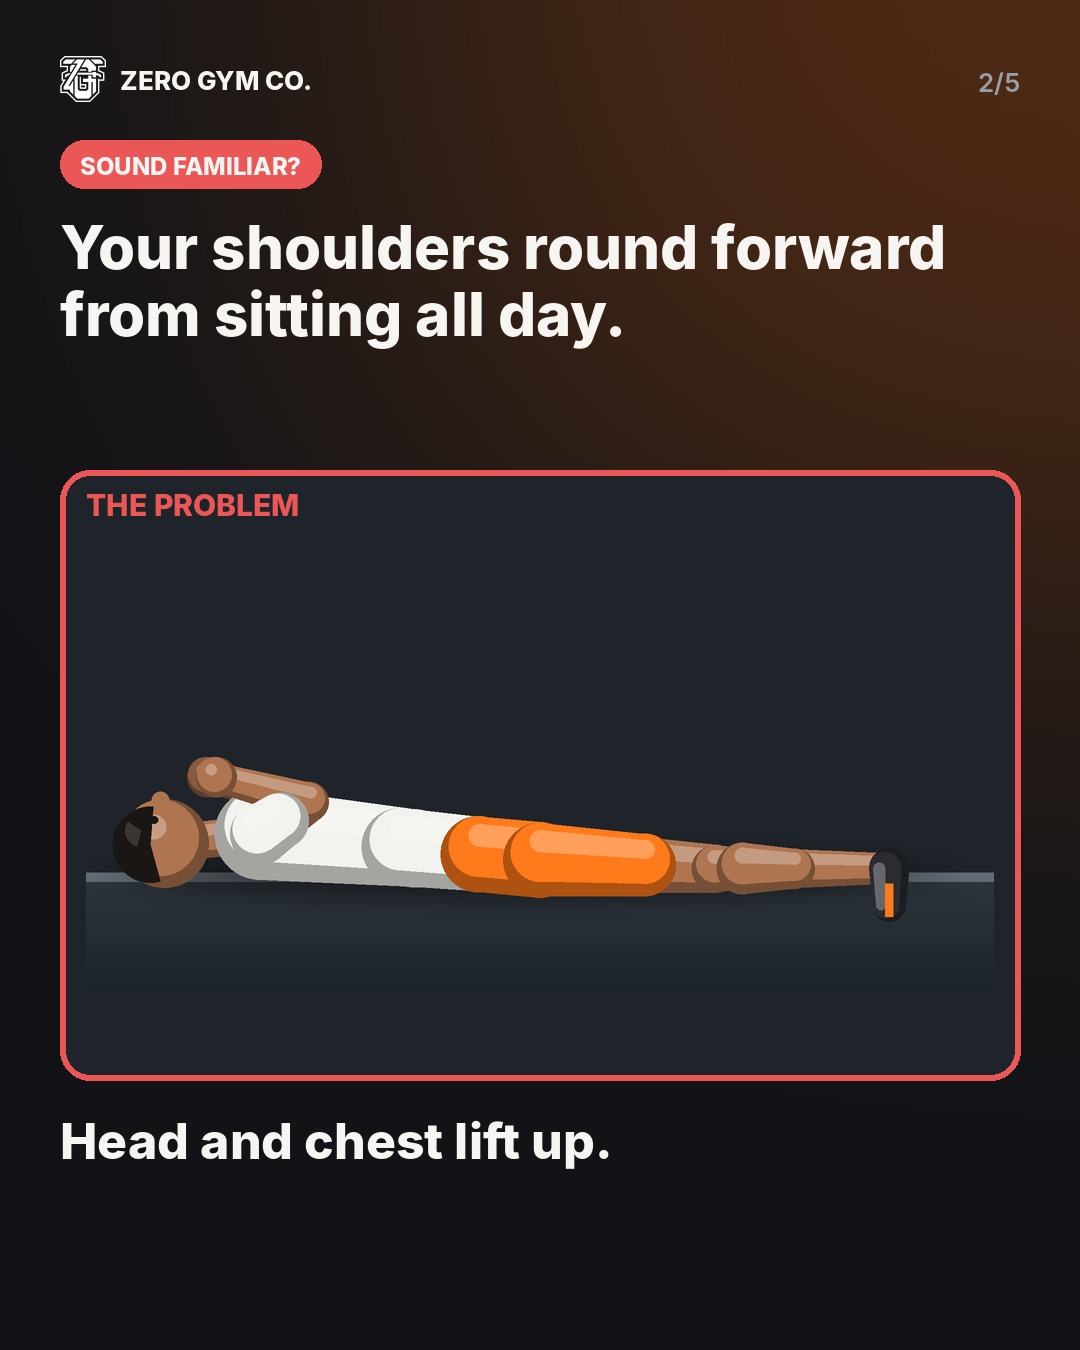 ZERO GYM CO.
2/5
SOUND FAMILIAR?
Your shoulders round forward
from sitting all day.
THE PROBLEM
Head and chest lift up.